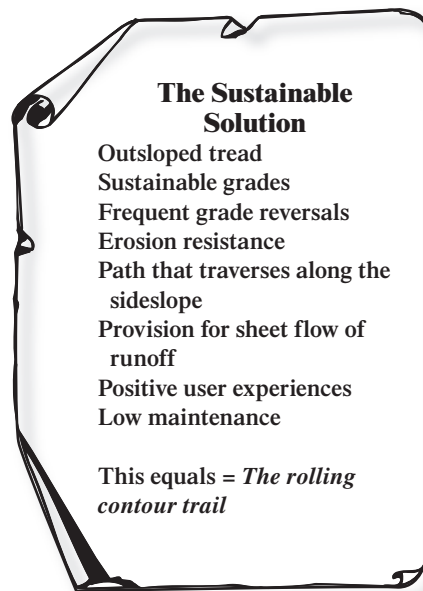 The Sustainable
Solution
Outsloped tread
Sustainable grades
Frequent grade reversals
Erosion resistance
Path that traverses along the
sideslope
Provision for sheet flow of
runoff
Positive user experiences
Low maintenance
This equals = The rolling
contour trail